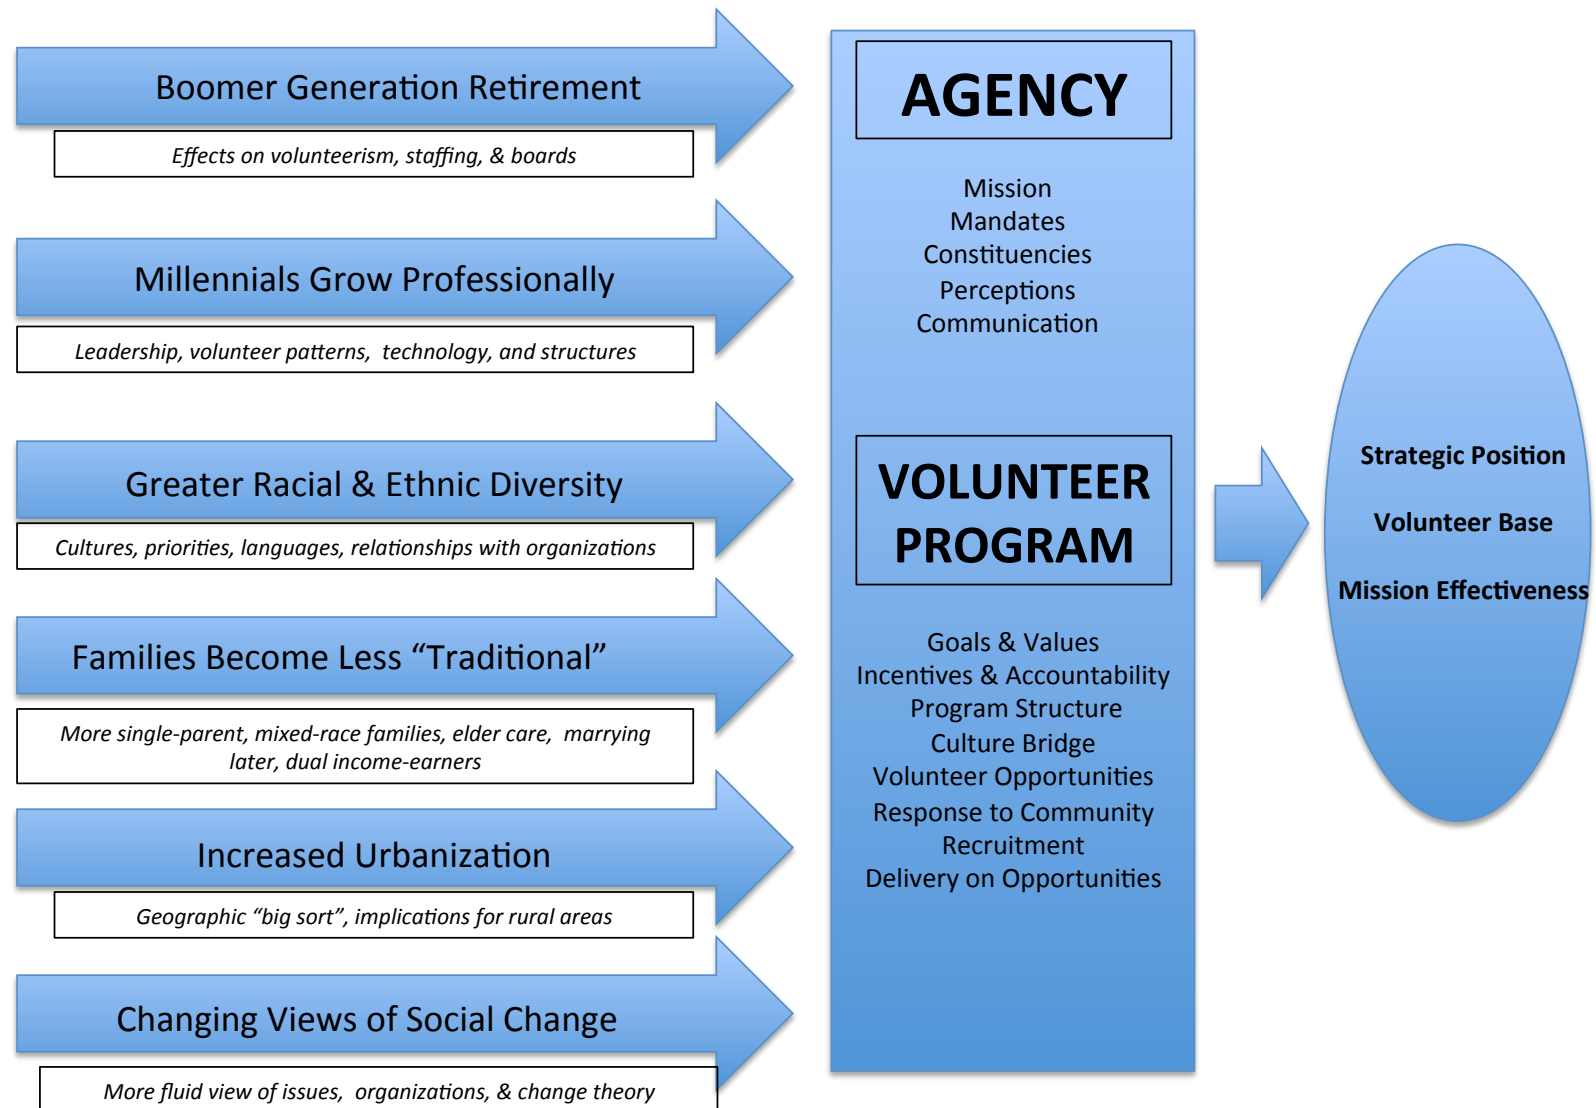 Boomer Generation Retirement
Effects on volunteerism, staffing, & boards
Millennials Grow Professionally
Leadership, volunteer patterns, technology, and structures
Greater Racial & Ethnic Diversity
Cultures, priorities, languages, relationships with organizations
Families Become Less “Traditional”
More single-parent, mixed-race families, elder care, marrying
later, dual income-earners
Increased Urbanization
Geographic “big sort”, implications for rural areas
Changing Views of Social Change
More fluid view of issues, organizations, & change theory
AGENCY
Mission
Mandates
Constituencies
Perceptions
Communication
VOLUNTEER
PROGRAM
Goals & Values
Incentives & Accountability
Program Structure
Culture Bridge
Volunteer Opportunities
Response to Community
Recruitment
Delivery on Opportunities
Strategic Position
Volunteer Base
Mission Effectiveness